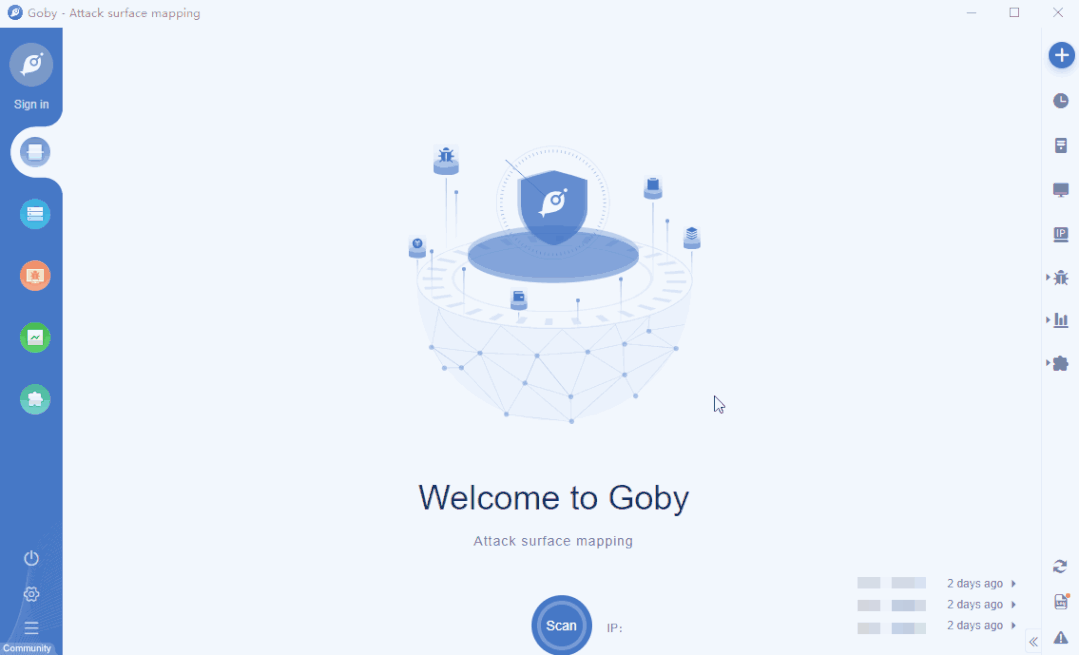 Goby - Attack surface mapping
Sign in
IP
Welcome to Goby
Attack surface mapping
2 days ago
2 days ago
2 days ago
Scan
IP:
Community